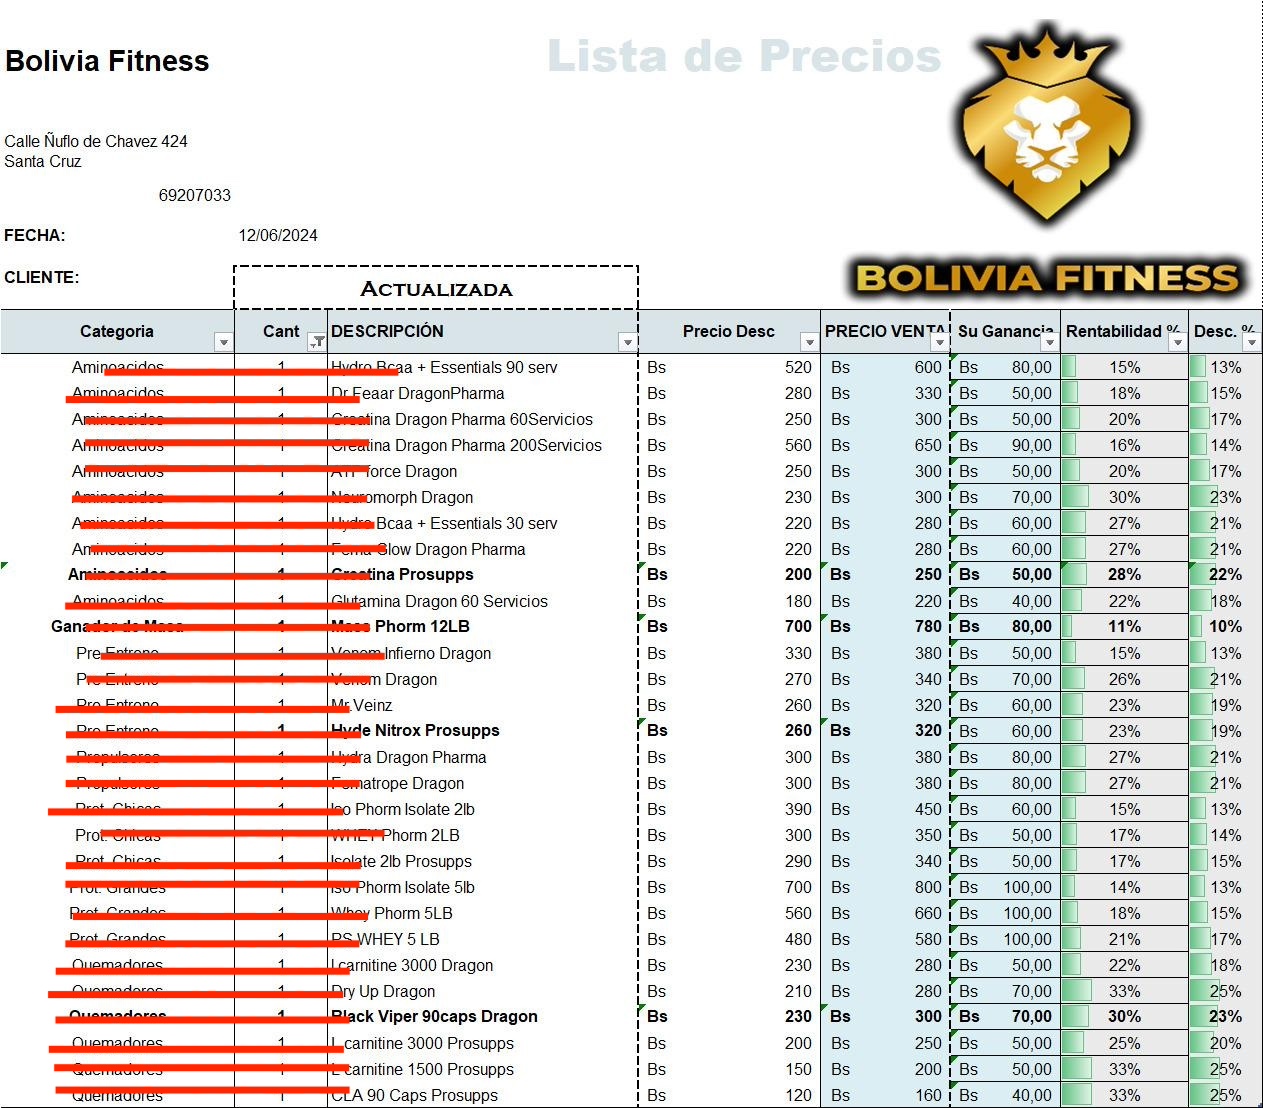 Bolivia Fitness
Lista de Precios
Calle Ñuflo de Chavez 424
Santa Cruz
69207033
FECHA: 12/06/2024
CLIENTE:
ACTUALIZADA
BOLIVIA FITNESS
Categoria Cant DESCRIPCIÓN Precio Desc PRECIO VENTA Su Ganancia Rentabilidad % Desc. %
Aminoacidos 1 Hydro Bcaa + Essentials 90 serv Bs 520 Bs 600 Bs 80,00 15% 13%
Aminoacidos 1 Dr Feaar DragonPharma Bs 280 Bs 330 Bs 50,00 18% 15%
Aminoacidos 1 Creatina Dragon Pharma 60Servicios Bs 250 Bs 300 Bs 50,00 20% 17%
Aminoacidos 1 Creatina Dragon Pharma 200Servicios Bs 560 Bs 650 Bs 90,00 16% 14%
Aminoacidos 1 ATP force Dragon Bs 250 Bs 300 Bs 50,00 20% 17%
Aminoacidos 1 Neuromorph Dragon Bs 230 Bs 300 Bs 70,00 30% 23%
Aminoacidos 1 Hydro Bcaa + Essentials 30 serv Bs 220 Bs 280 Bs 60,00 27% 21%
Aminoacidos 1 Fema Glow Dragon Pharma Bs 220 Bs 280 Bs 60,00 27% 21%
Aminoacidos 1 Creatina Prosupps Bs 200 Bs 250 Bs 50,00 28% 22%
Aminoacidos 1 Glutamina Dragon 60 Servicios Bs 180 Bs 220 Bs 40,00 22% 18%
Ganador de Masa 1 Mass Phorm 12LB Bs 700 Bs 780 Bs 80,00 11% 10%
Pre Entreno 1 Venom Infierno Dragon Bs 330 Bs 380 Bs 50,00 15% 13%
Pre Entreno 1 Venom Dragon Bs 270 Bs 340 Bs 70,00 26% 21%
Pre Entreno 1 Mr.Veinz Bs 260 Bs 320 Bs 60,00 23% 19%
Pre Entreno 1 Hyde Nitrox Prosupps Bs 260 Bs 320 Bs 60,00 23% 19%
Propulsores 1 Hydra Dragon Pharma Bs 300 Bs 380 Bs 80,00 27% 21%
Propulsores 1 Fematrope Dragon Bs 300 Bs 380 Bs 80,00 27% 21%
Prot. Chicas 1 Iso Phorm Isolate 2lb Bs 390 Bs 450 Bs 60,00 15% 13%
Prot. Chicas 1 WHEY Phorm 2LB Bs 300 Bs 350 Bs 50,00 17% 14%
Prot. Chicas 1 Isolate 2lb Prosupps Bs 290 Bs 340 Bs 50,00 17% 15%
Prot. Grandes 1 Iso Phorm Isolate 5lb Bs 700 Bs 800 Bs 100,00 14% 13%
Prot. Grandes 1 Whey Phorm 5LB Bs 560 Bs 660 Bs 100,00 18% 15%
Prot. Grandes 1 PS WHEY 5 LB Bs 480 Bs 580 Bs 100,00 21% 17%
Quemadores 1 Lcarnitine 3000 Dragon Bs 230 Bs 280 Bs 50,00 22% 18%
Quemadores 1 Dry Up Dragon Bs 210 Bs 280 Bs 70,00 33% 25%
Quemadores 1 Black Viper 90caps Dragon Bs 230 Bs 300 Bs 70,00 30% 23%
Quemadores 1 L carnitine 3000 Prosupps Bs 200 Bs 250 Bs 50,00 25% 20%
Quemadores 1 L carnitine 1500 Prosupps Bs 150 Bs 200 Bs 50,00 33% 25%
Quemadores 1 CLA 90 Caps Prosupps Bs 120 Bs 160 Bs 40,00 33% 25%